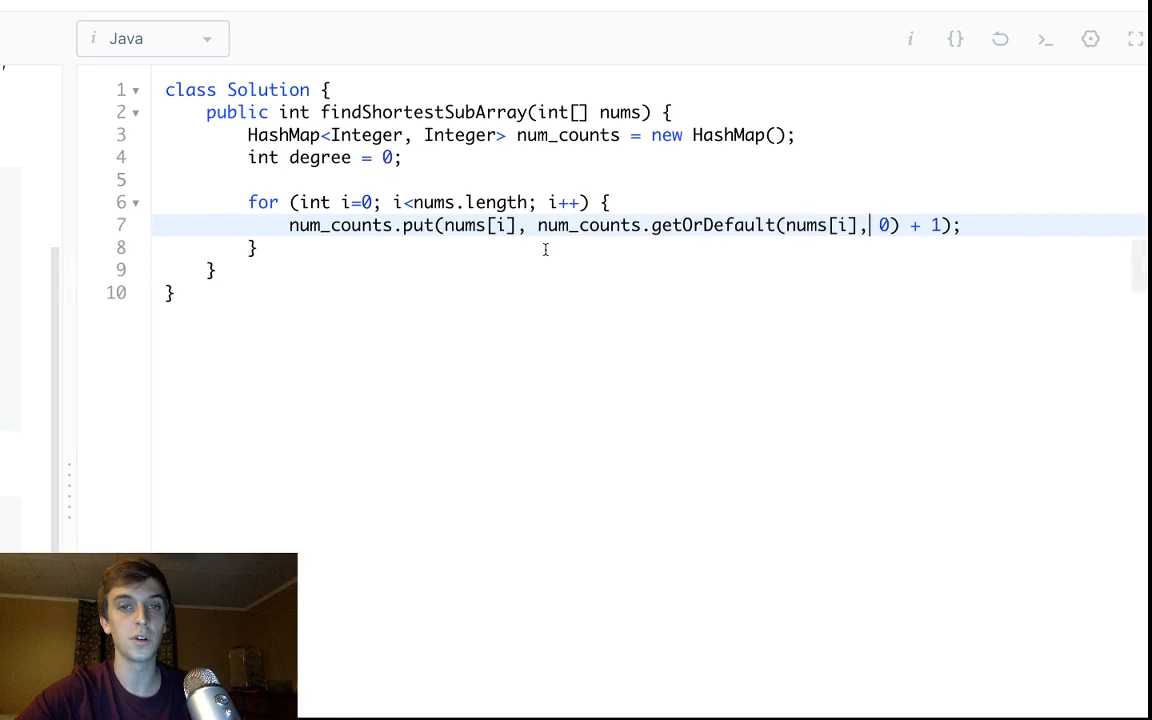 i Java
i {} >_
1 class Solution {
2 public int findShortestSubArray(int[] nums) {
3 HashMap<Integer, Integer> num_counts = new HashMap();
4 int degree = 0;
5
6 for (int i=0; i<nums.length; i++) {
7 num_counts.put(nums[i], num_counts.getOrDefault(nums[i], 0) + 1);
8 }
9 }
10 }